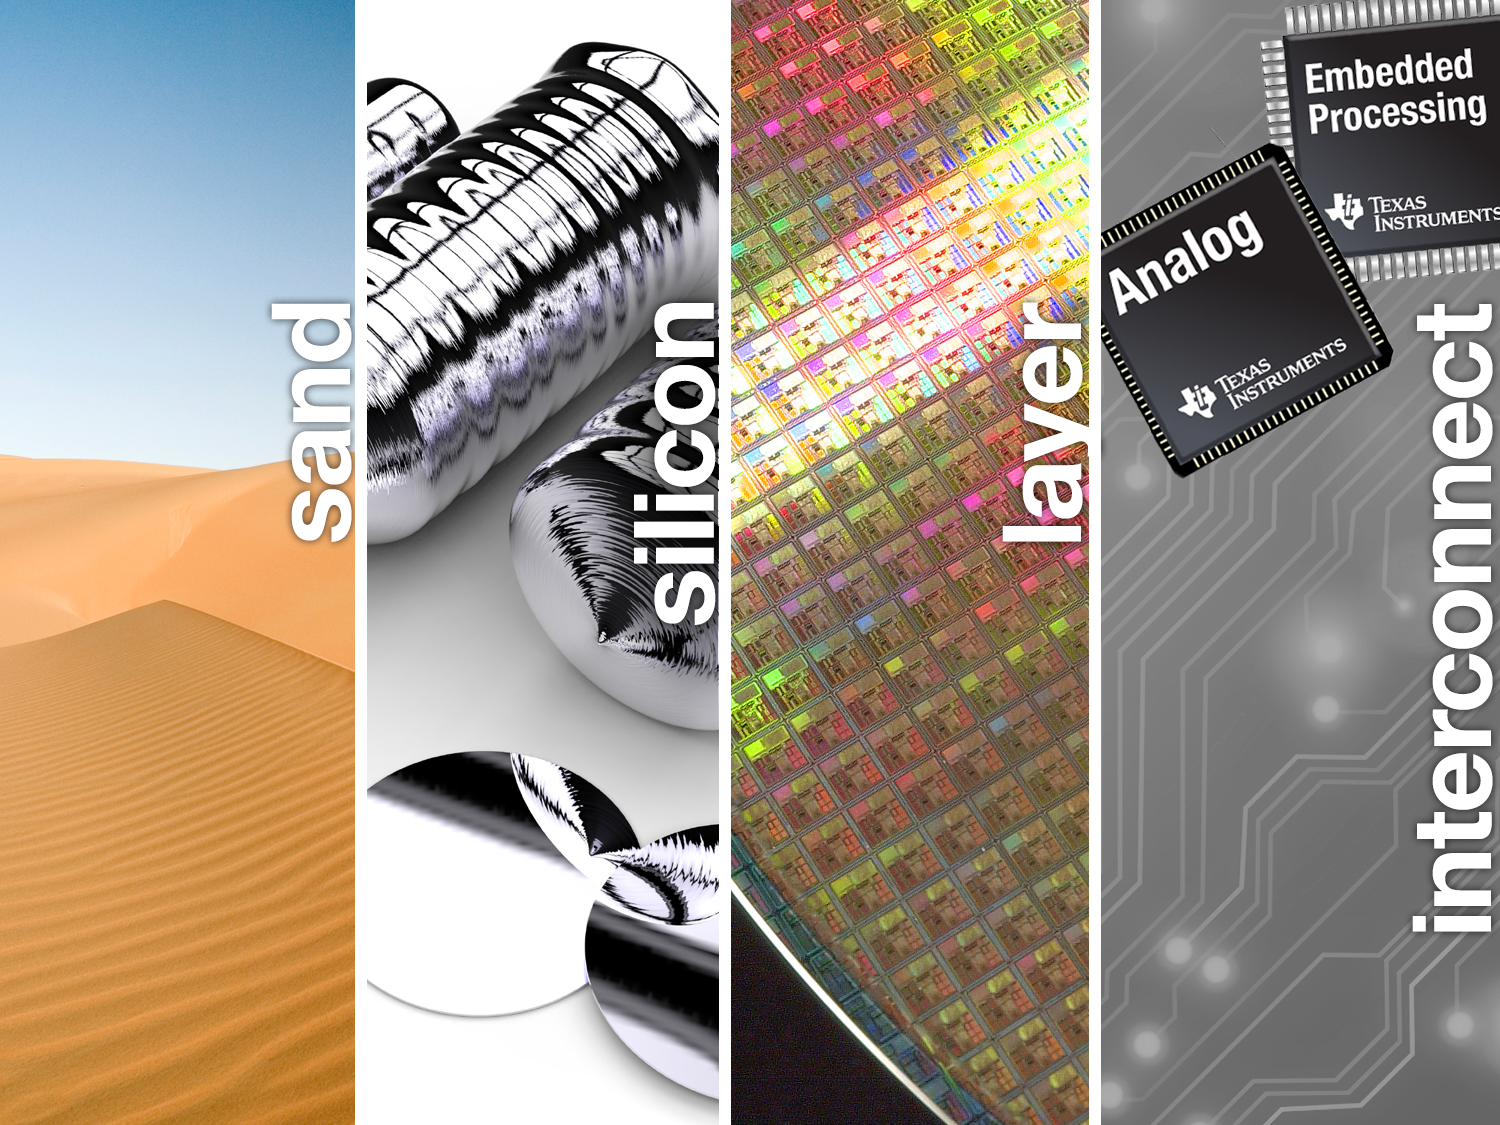 sand
silicon
layer
interconnect
Embedded
Processing
TEXAS
INSTRUMENTS
Analog
TEXAS
INSTRUMENTS